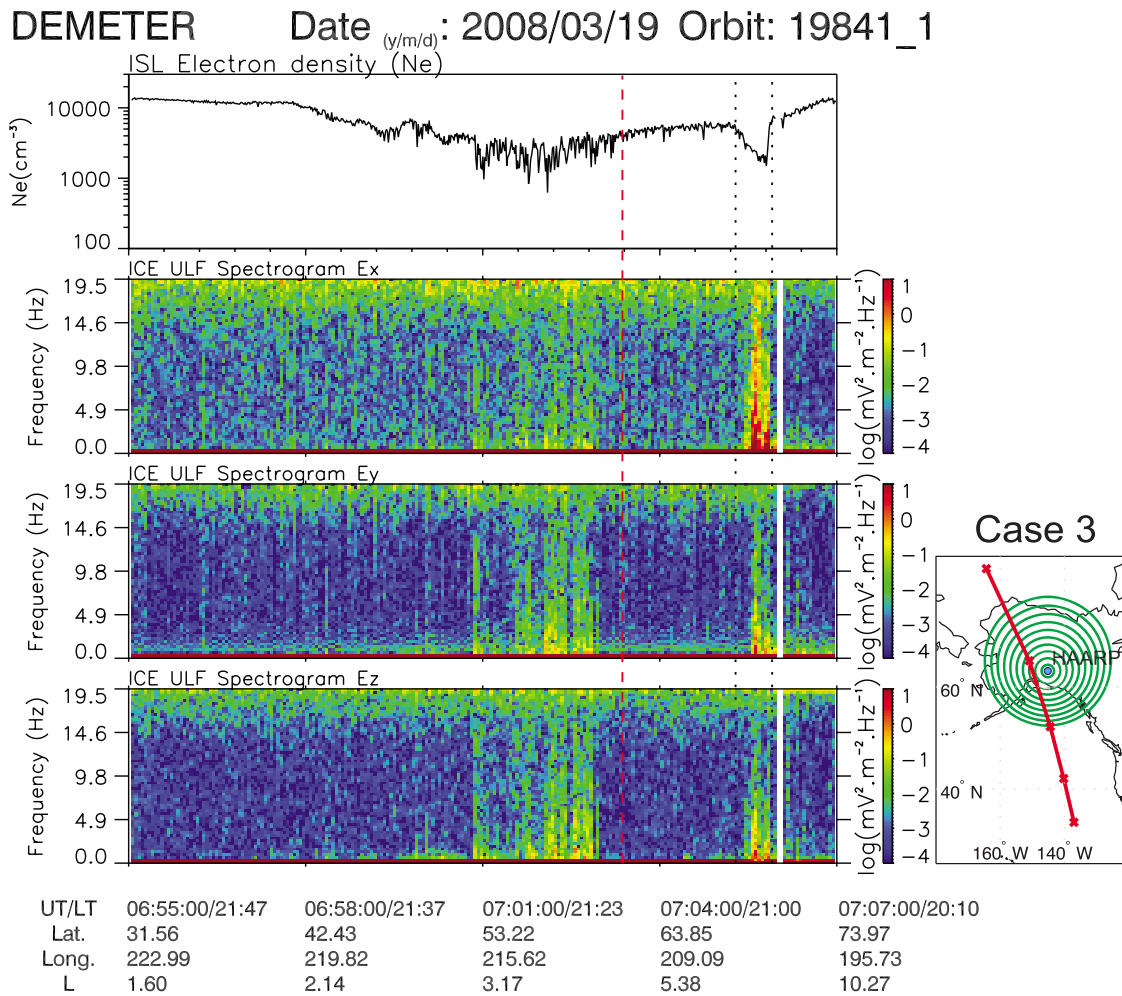 DEMETER Date (y/m/d): 2008/03/19 Orbit: 19841_1
ISL Electron density (Ne)
10000
1000
100
Ne(cm⁻³)
ICE ULF Spectrogram Ex
19.5
14.6
9.8
4.9
0.0
Frequency (Hz)
1
0
−1
−2
−3
−4
log(mV².m⁻².Hz⁻¹)
ICE ULF Spectrogram Ey
19.5
14.6
9.8
4.9
0.0
Frequency (Hz)
1
0
−1
−2
−3
−4
log(mV².m⁻².Hz⁻¹)
Case 3
HAARP
60° N
40° N
160° W 140° W
ICE ULF Spectrogram Ez
19.5
14.6
9.8
4.9
0.0
Frequency (Hz)
1
0
−1
−2
−3
−4
log(mV².m⁻².Hz⁻¹)
UT/LT 06:55:00/21:47 06:58:00/21:37 07:01:00/21:23 07:04:00/21:00 07:07:00/20:10
Lat. 31.56 42.43 53.22 63.85 73.97
Long. 222.99 219.82 215.62 209.09 195.73
L 1.60 2.14 3.17 5.38 10.27